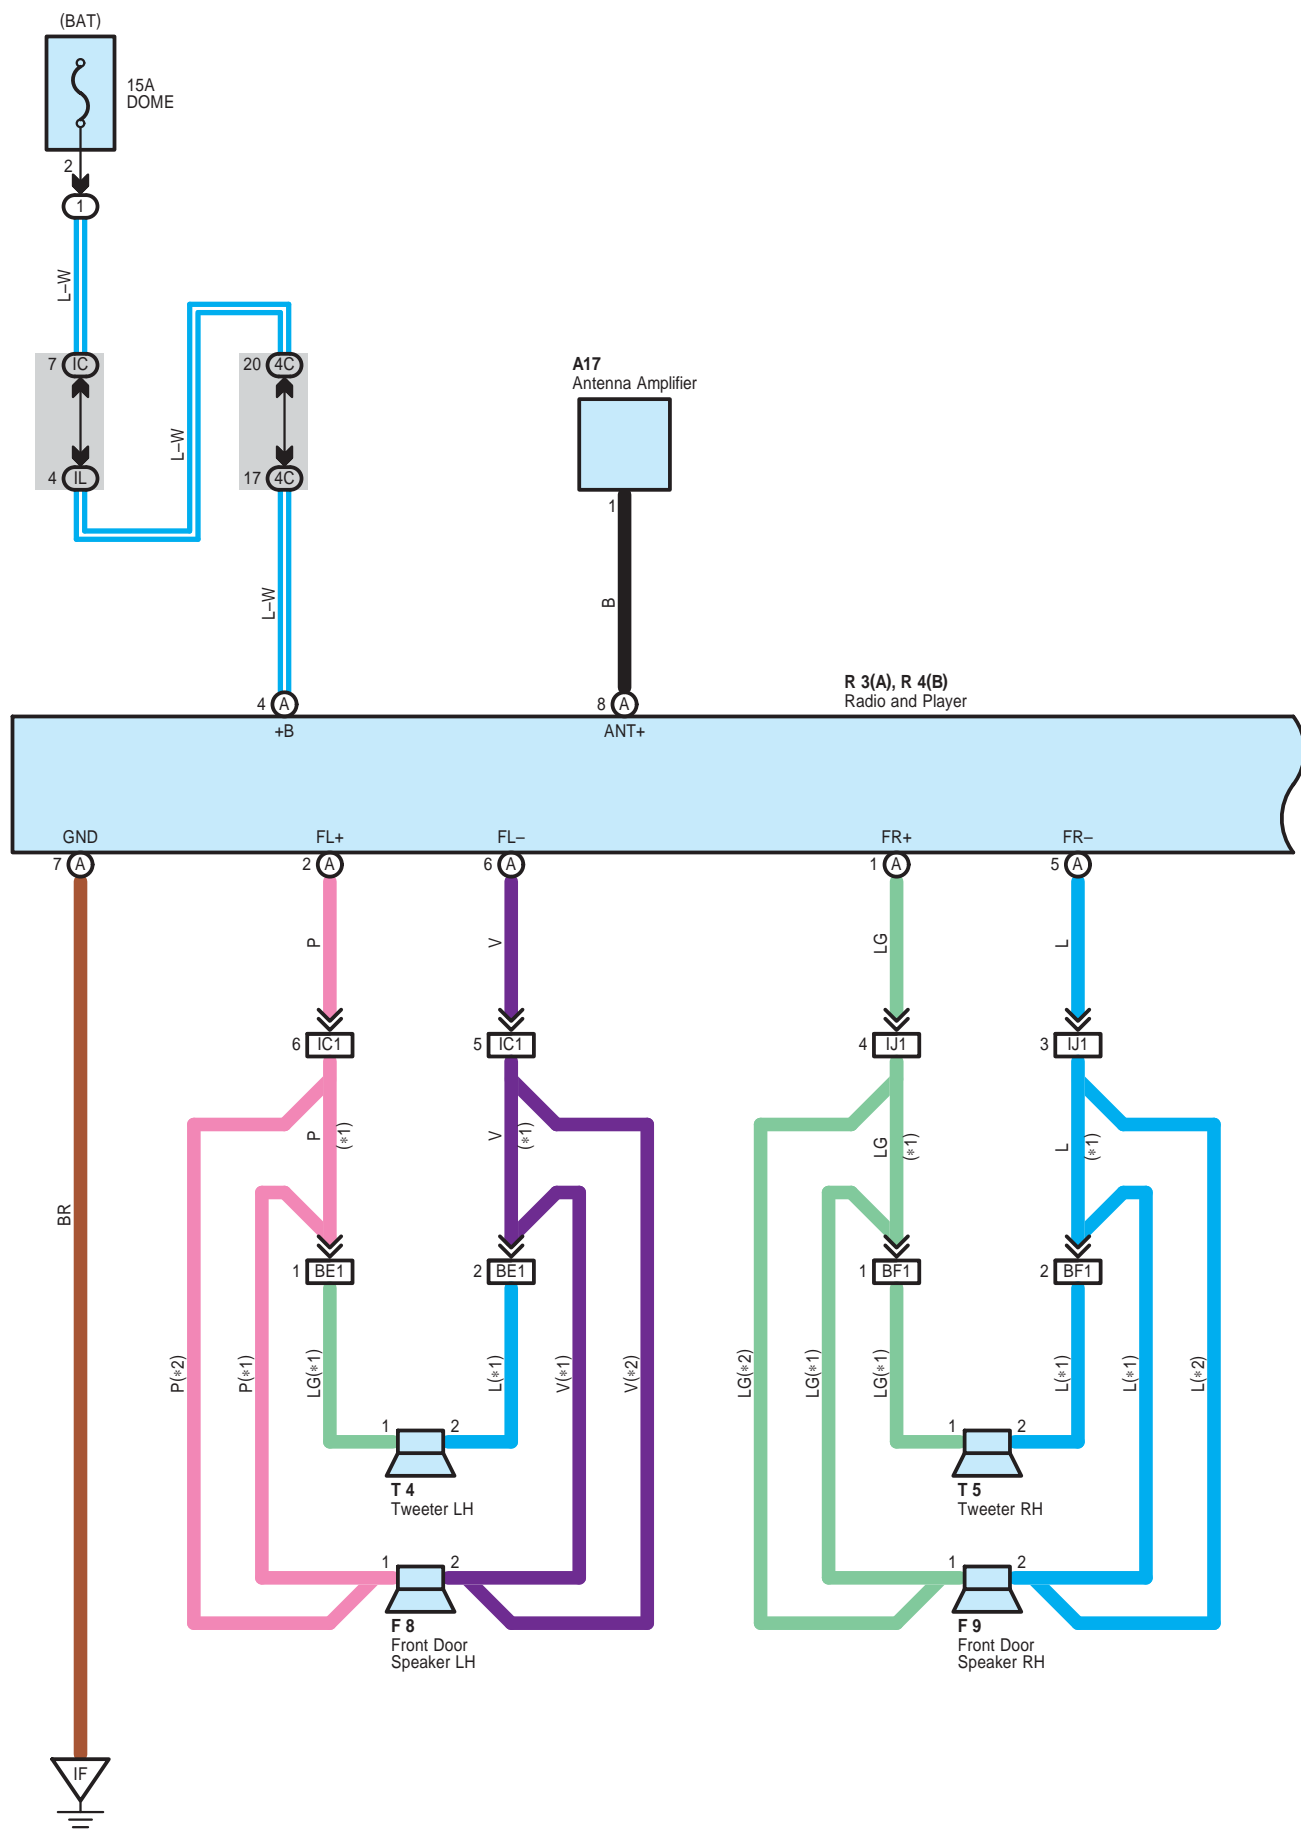 (BAT)
15A
DOME
2
1
L–W
7 IC
20 4C
A17
Antenna Amplifier
L–W
4 IL
17 4C
1
L–W
B
R 3(A), R 4(B)
Radio and Player
4 A
8 A
+B
ANT+
GND
FL+
FL–
FR+
FR–
7 A
2 A
6 A
1 A
5 A
P
V
LG
L
6 IC1
5 IC1
4 IJ1
3 IJ1
P
(*1)
V
(*1)
LG
(*1)
L
(*1)
BR
1 BE1
2 BE1
1 BF1
2 BF1
P(*2)
P(*1)
LG(*1)
L(*1)
V(*1)
V(*2)
LG(*2)
LG(*1)
LG(*1)
L(*1)
L(*1)
L(*2)
1
2
1
2
T 4
Tweeter LH
T 5
Tweeter RH
1
2
1
2
F 8
Front Door
Speaker LH
F 9
Front Door
Speaker RH
IF